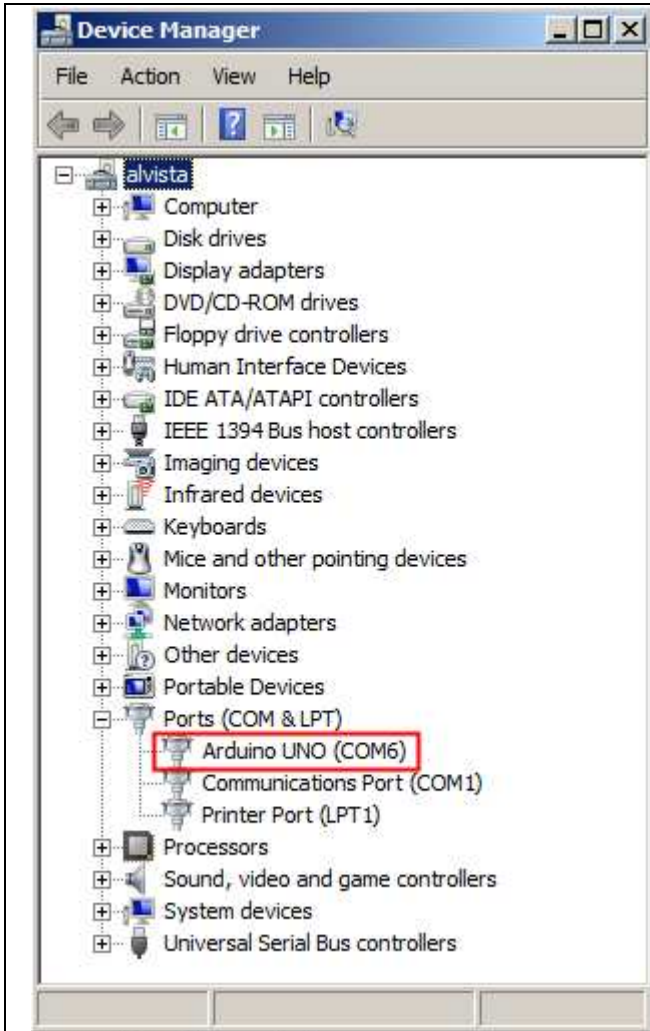 Device Manager
File Action View Help
alvista
Computer
Disk drives
Display adapters
DVD/CD-ROM drives
Floppy drive controllers
Human Interface Devices
IDE ATA/ATAPI controllers
IEEE 1394 Bus host controllers
Imaging devices
Infrared devices
Keyboards
Mice and other pointing devices
Monitors
Network adapters
Other devices
Portable Devices
Ports (COM & LPT)
Arduino UNO (COM6)
Communications Port (COM1)
Printer Port (LPT1)
Processors
Sound, video and game controllers
System devices
Universal Serial Bus controllers